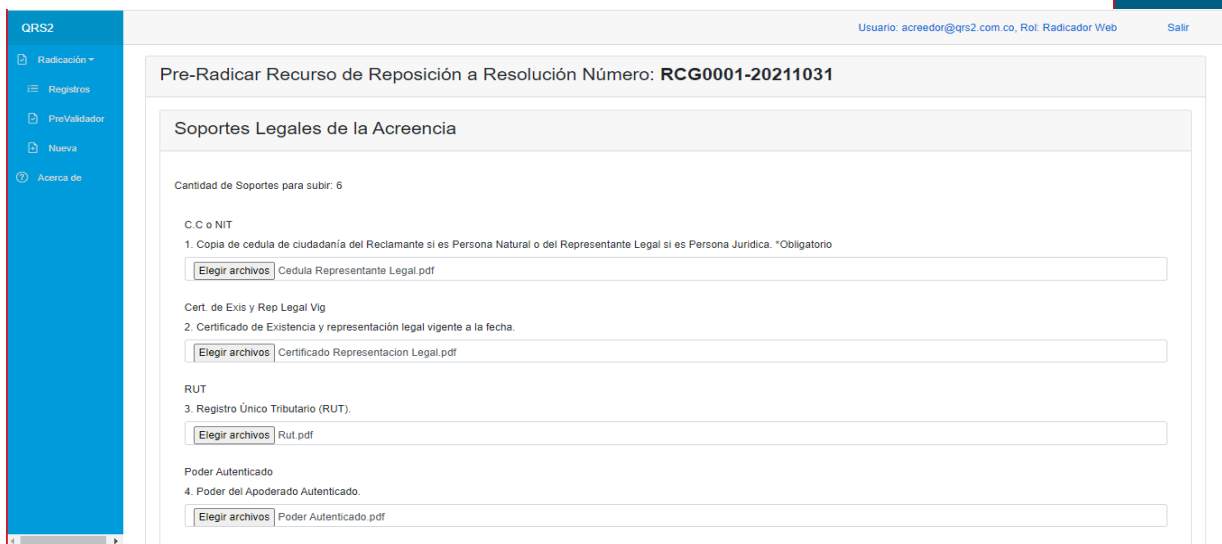 QRS2
Usuario: acreedor@qrs2.com.co, Rol: Radicador Web
Salir
Radicación
Registros
PreValidador
Nueva
Acerca de
Pre-Radicar Recurso de Reposición a Resolución Número: RCG0001-20211031
Soportes Legales de la Acreencia
Cantidad de Soportes para subir: 6
C.C o NIT
1. Copia de cedula de ciudadanía del Reclamante si es Persona Natural o del Representante Legal si es Persona Juridica. *Obligatorio
Elegir archivos Cedula Representante Legal.pdf
Cert. de Exis y Rep Legal Vig
2. Certificado de Existencia y representación legal vigente a la fecha.
Elegir archivos Certificado Representacion Legal.pdf
RUT
3. Registro Único Tributario (RUT).
Elegir archivos Rut.pdf
Poder Autenticado
4. Poder del Apoderado Autenticado.
Elegir archivos Poder Autenticado.pdf